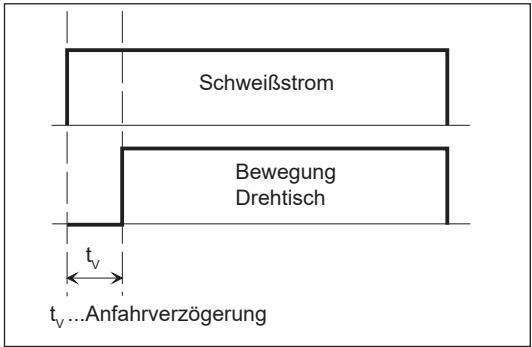 Schweißstrom
Bewegung
Drehtisch
tv
tv ...Anfahrverzögerung